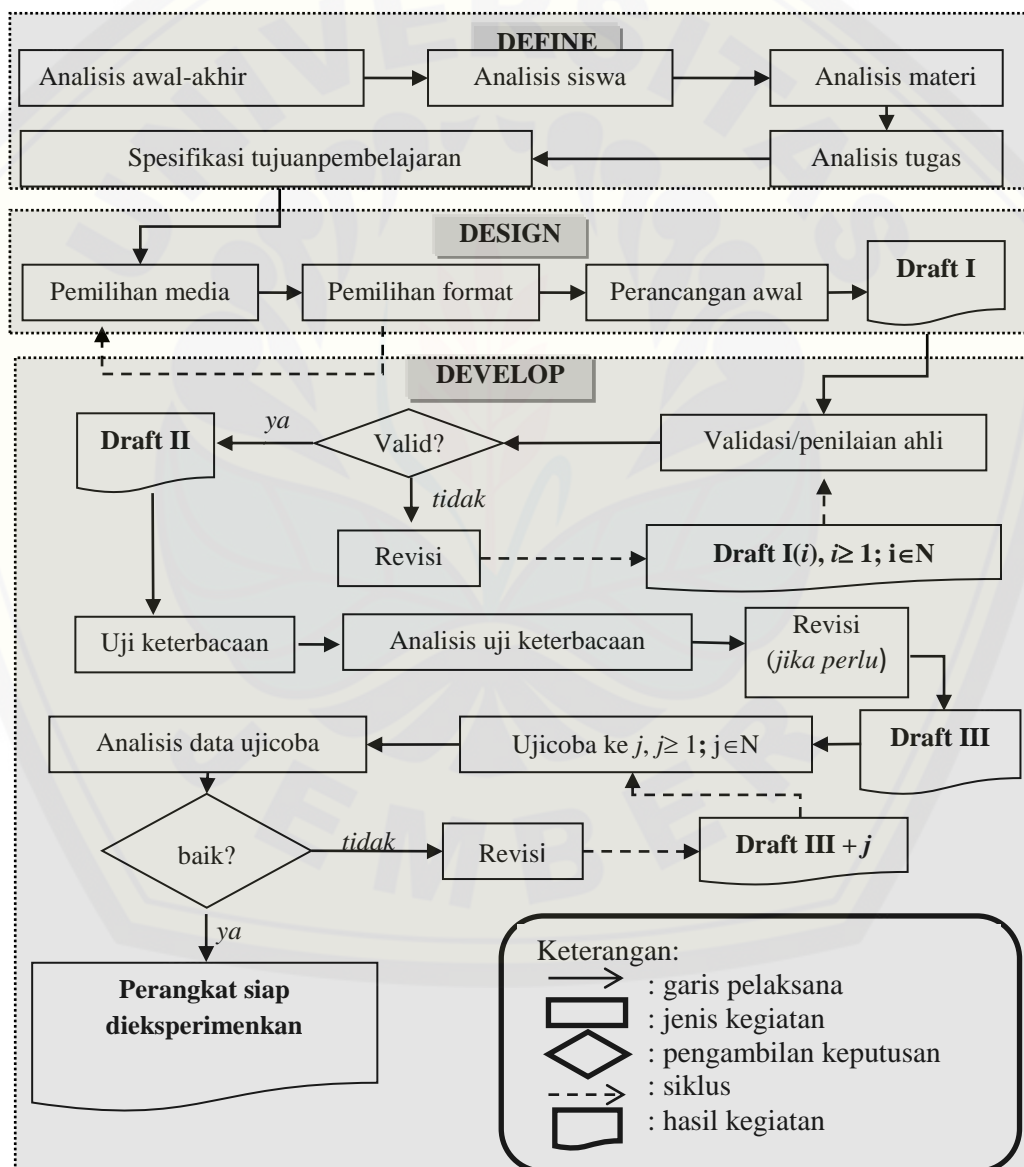 DEFINE
Analisis awal-akhir
Analisis siswa
Analisis materi
Spesifikasi tujuanpembelajaran
Analisis tugas
DESIGN
Pemilihan media
Pemilihan format
Perancangan awal
Draft I
DEVELOP
Draft II
ya
Valid?
Validasi/penilaian ahli
tidak
Revisi
Draft I(i), i≥ 1; i∈N
Uji keterbacaan
Analisis uji keterbacaan
Revisi
(jika perlu)
Analisis data ujicoba
Ujicoba ke j, j≥ 1; j∈N
Draft III
baik?
tidak
Revisi
Draft III + j
ya
Perangkat siap
dieksperimenkan
Keterangan:
: garis pelaksana
: jenis kegiatan
: pengambilan keputusan
: siklus
: hasil kegiatan
UNIVERSITAS
JEMBER